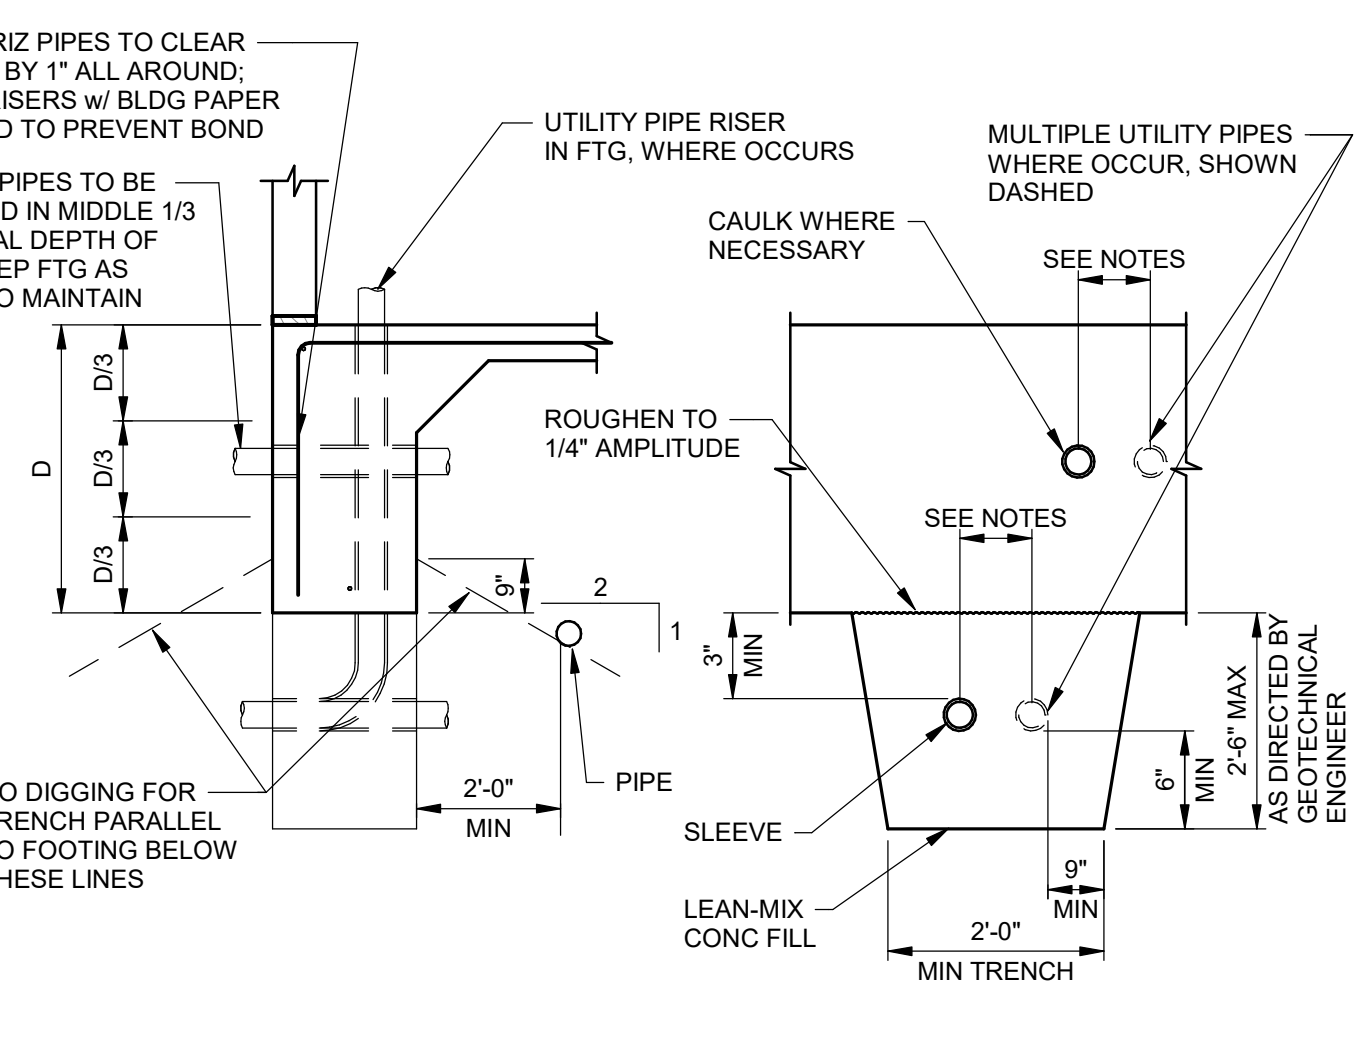 RIZ PIPES TO CLEAR
BY 1" ALL AROUND;
ISERS w/ BLDG PAPER
D TO PREVENT BOND
PIPES TO BE
D IN MIDDLE 1/3
AL DEPTH OF
EP FTG AS
O MAINTAIN
UTILITY PIPE RISER
IN FTG, WHERE OCCURS
D
D/3
D/3
D/3
9"
2
1
PIPE
2'-0"
MIN
O DIGGING FOR
RENCH PARALLEL
O FOOTING BELOW
HESE LINES
MULTIPLE UTILITY PIPES
WHERE OCCUR, SHOWN
DASHED
CAULK WHERE
NECESSARY
SEE NOTES
ROUGHEN TO
1/4" AMPLITUDE
SEE NOTES
3"
MIN
6"
MIN
2'-6" MAX
AS DIRECTED BY
GEOTECHNICAL
ENGINEER
SLEEVE
LEAN-MIX
CONC FILL
9"
MIN
2'-0"
MIN TRENCH